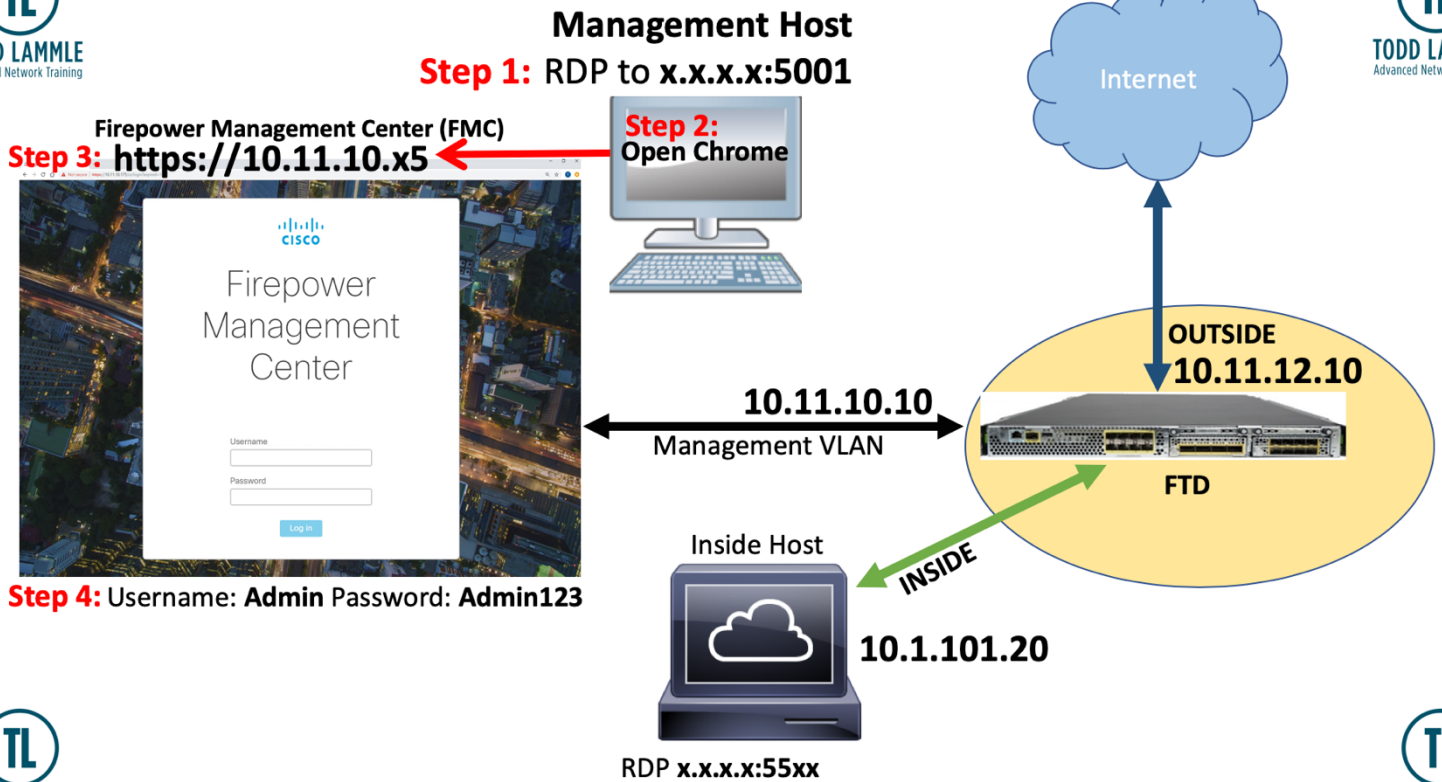 TL
TODD LAMMLE
Advanced Network Training
Management Host
Step 1: RDP to x.x.x.x:5001
Internet
Firepower Management Center (FMC)
Step 2:
Open Chrome
Step 3: https://10.11.10.x5
CISCO
Firepower
Management
Center
Username
Password
Log in
OUTSIDE
10.11.12.10
10.11.10.10
Management VLAN
FTD
Inside Host
INSIDE
Step 4: Username: Admin Password: Admin123
10.1.101.20
TL
RDP x.x.x.x:55xx